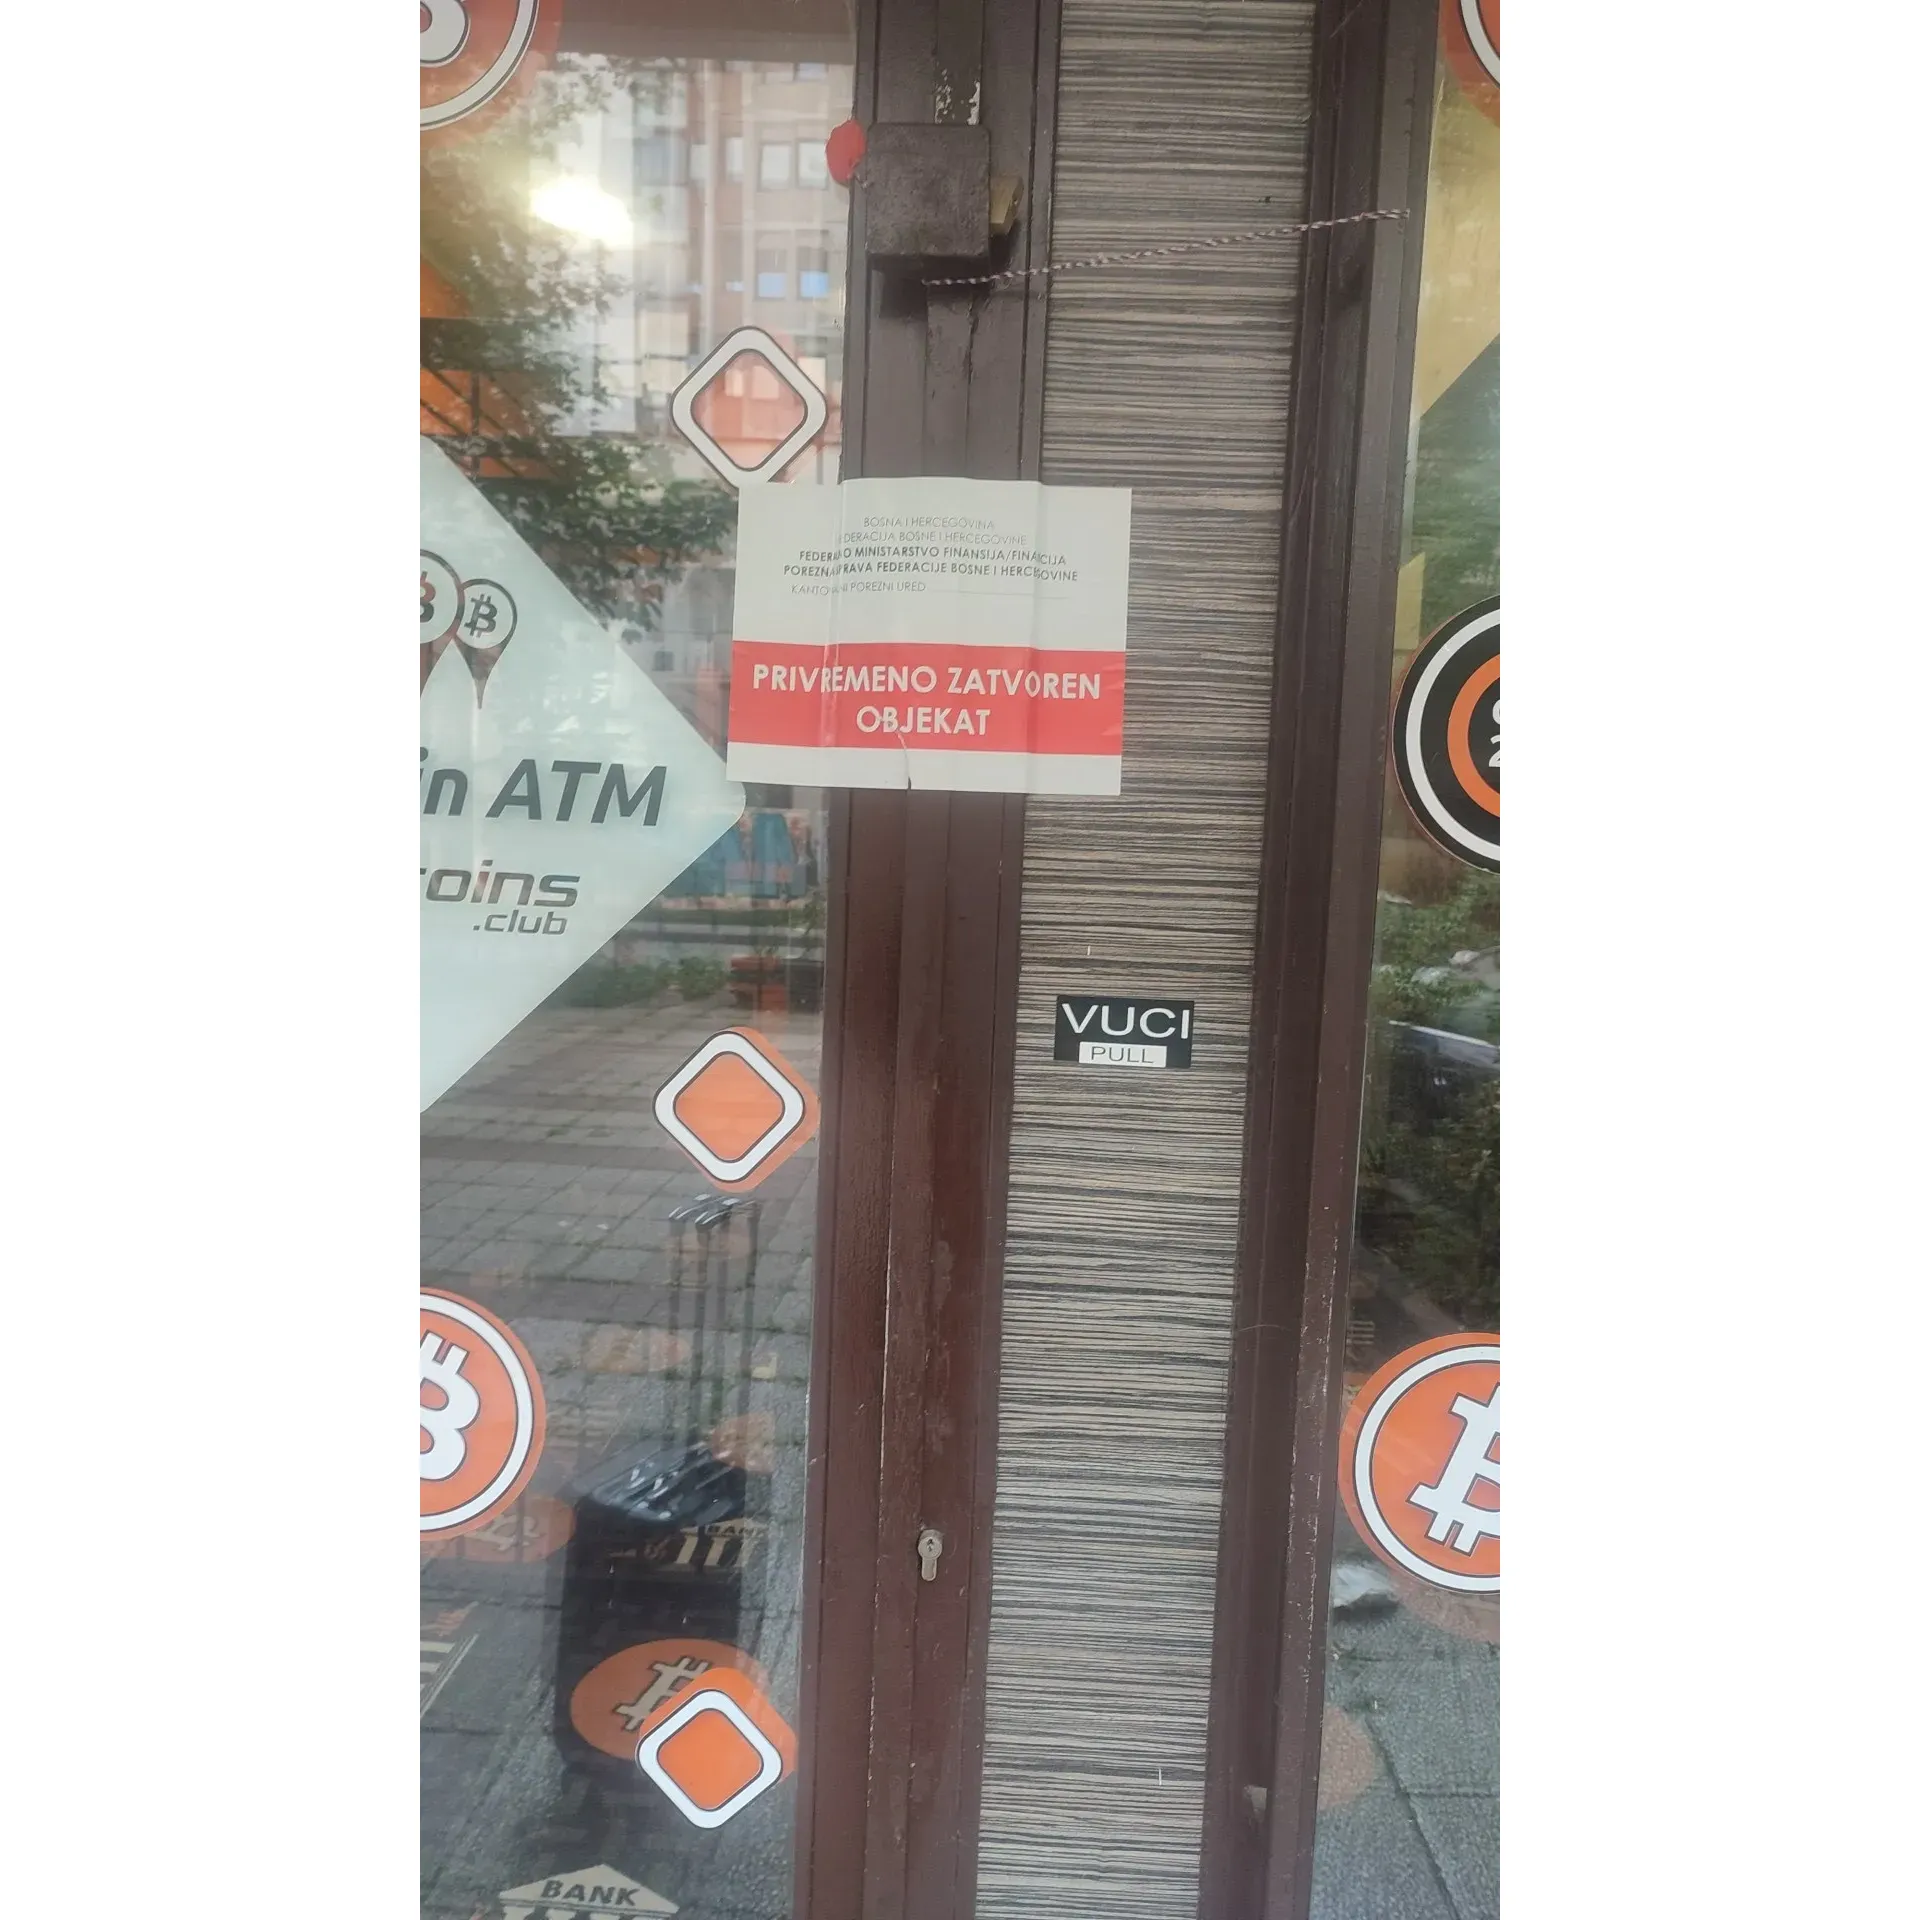 BOSNA I HERCEGOVINA
FEDERACIJA BOSNE I HERCEGOVINE
FEDERALNO MINISTARSTVO FINANSIJA/FINANCIJA
POREZNA UPRAVA FEDERACIJE BOSNE I HERCEGOVINE
KANTONALNI POREZNI URED
PRIVREMENO ZATVOREN
OBJEKAT
in ATM
coins
.club
VUCI
PULL
BANK
BANK